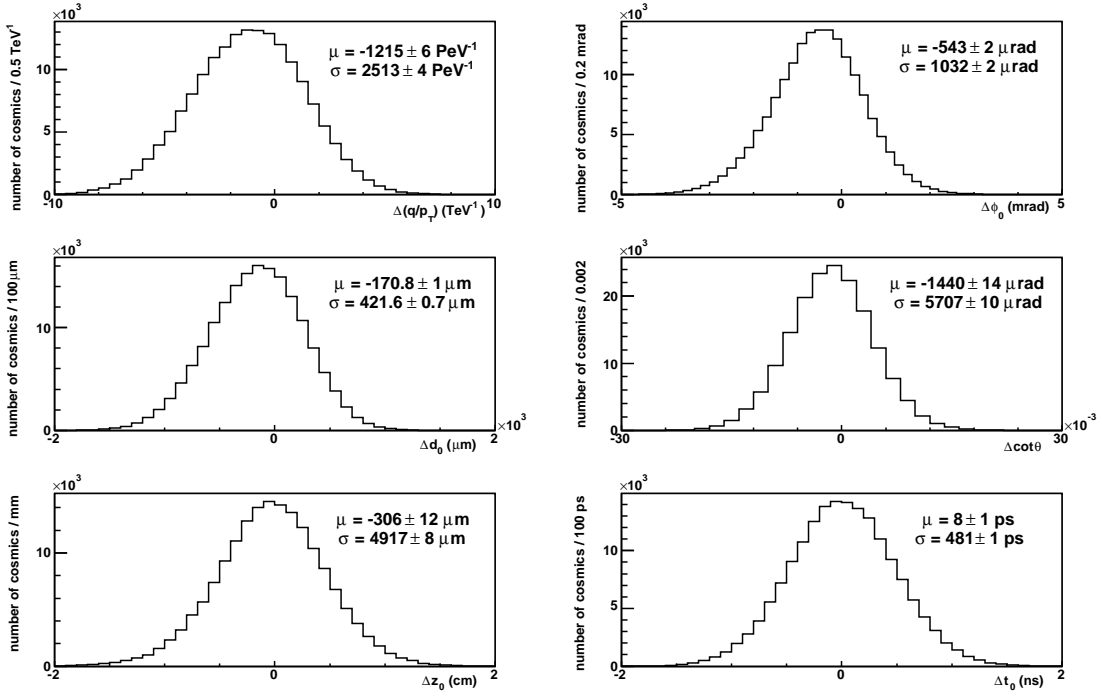 ×10³
number of cosmics / 0.5 TeV⁻¹
10
5
0
μ = -1215 ± 6 PeV⁻¹
σ = 2513 ± 4 PeV⁻¹
-10 0 10
Δ(q/p_T) (TeV⁻¹)
×10³
number of cosmics / 0.2 mrad
10
5
0
μ = -543 ± 2 μrad
σ = 1032 ± 2 μrad
-5 0 5
Δϕ₀ (mrad)
×10³
number of cosmics / 100μm
10
0
μ = -170.8 ± 1 μm
σ = 421.6 ± 0.7 μm
-2 0 2
×10³
Δd₀ (μm)
number of cosmics / 0.002
×10³
20
10
0
μ = -1440 ± 14 μrad
σ = 5707 ± 10 μrad
-30 0 30
×10⁻³
Δcotθ
×10³
number of cosmics / mm
10
0
μ = -306 ± 12 μm
σ = 4917 ± 8 μm
-2 0 2
Δz₀ (cm)
×10³
number of cosmics / 100 ps
10
5
0
μ = 8 ± 1 ps
σ = 481 ± 1 ps
-2 0 2
Δt₀ (ns)